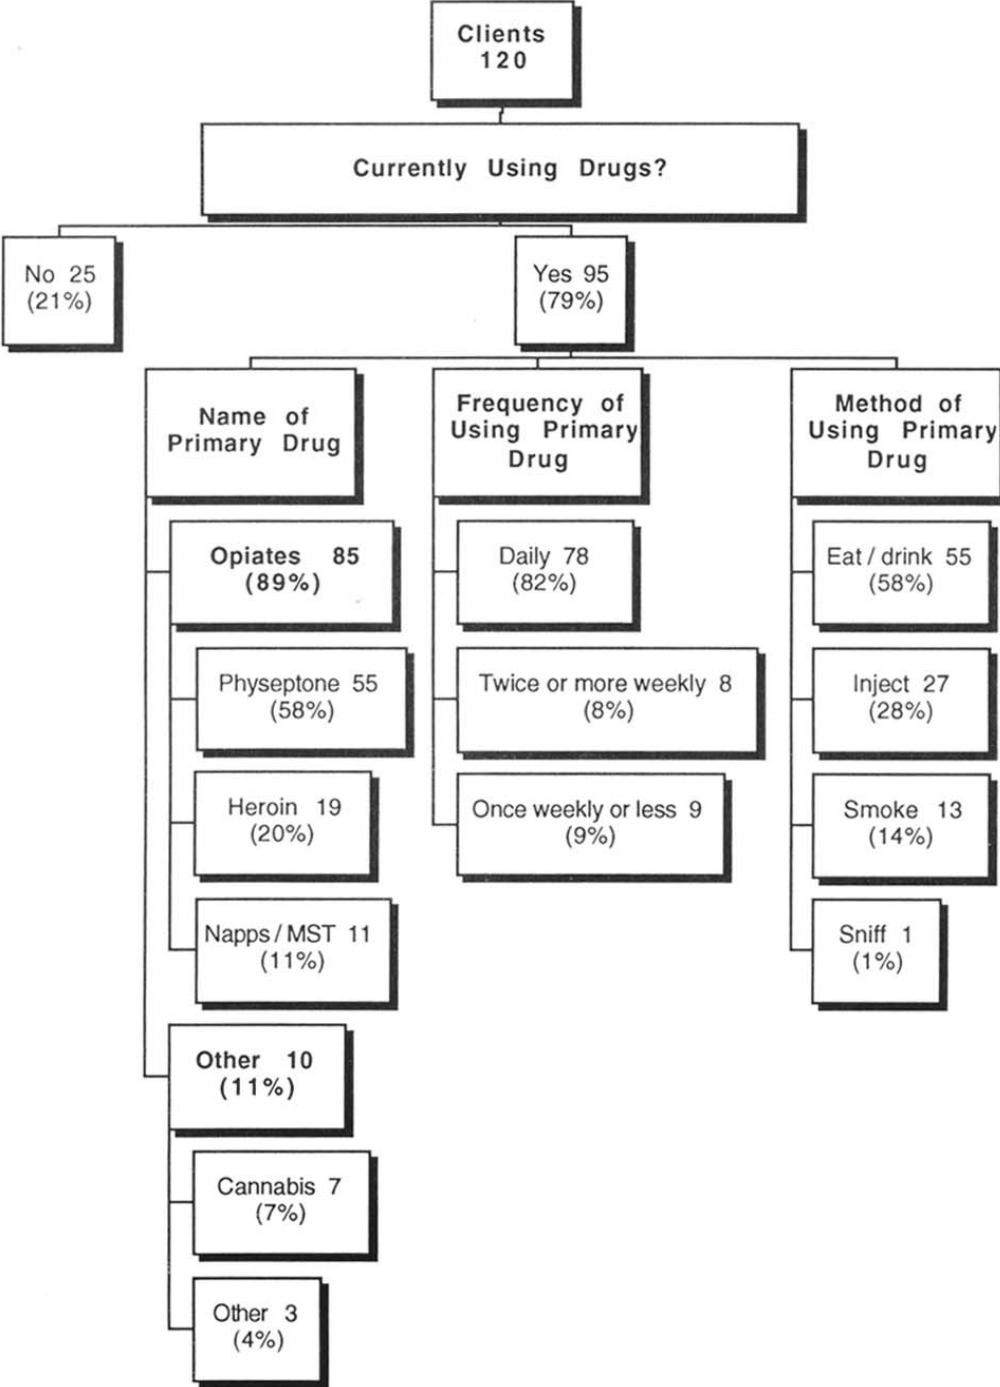 Clients
120
Currently Using Drugs?
No 25
(21%)
Yes 95
(79%)
Name of
Primary Drug
Opiates 85
(89%)
Physeptone 55
(58%)
Heroin 19
(20%)
Napps / MST 11
(11%)
Other 10
(11%)
Cannabis 7
(7%)
Other 3
(4%)
Frequency of
Using Primary
Drug
Daily 78
(82%)
Twice or more weekly 8
(8%)
Once weekly or less 9
(9%)
Method of
Using Primary
Drug
Eat / drink 55
(58%)
Inject 27
(28%)
Smoke 13
(14%)
Sniff 1
(1%)